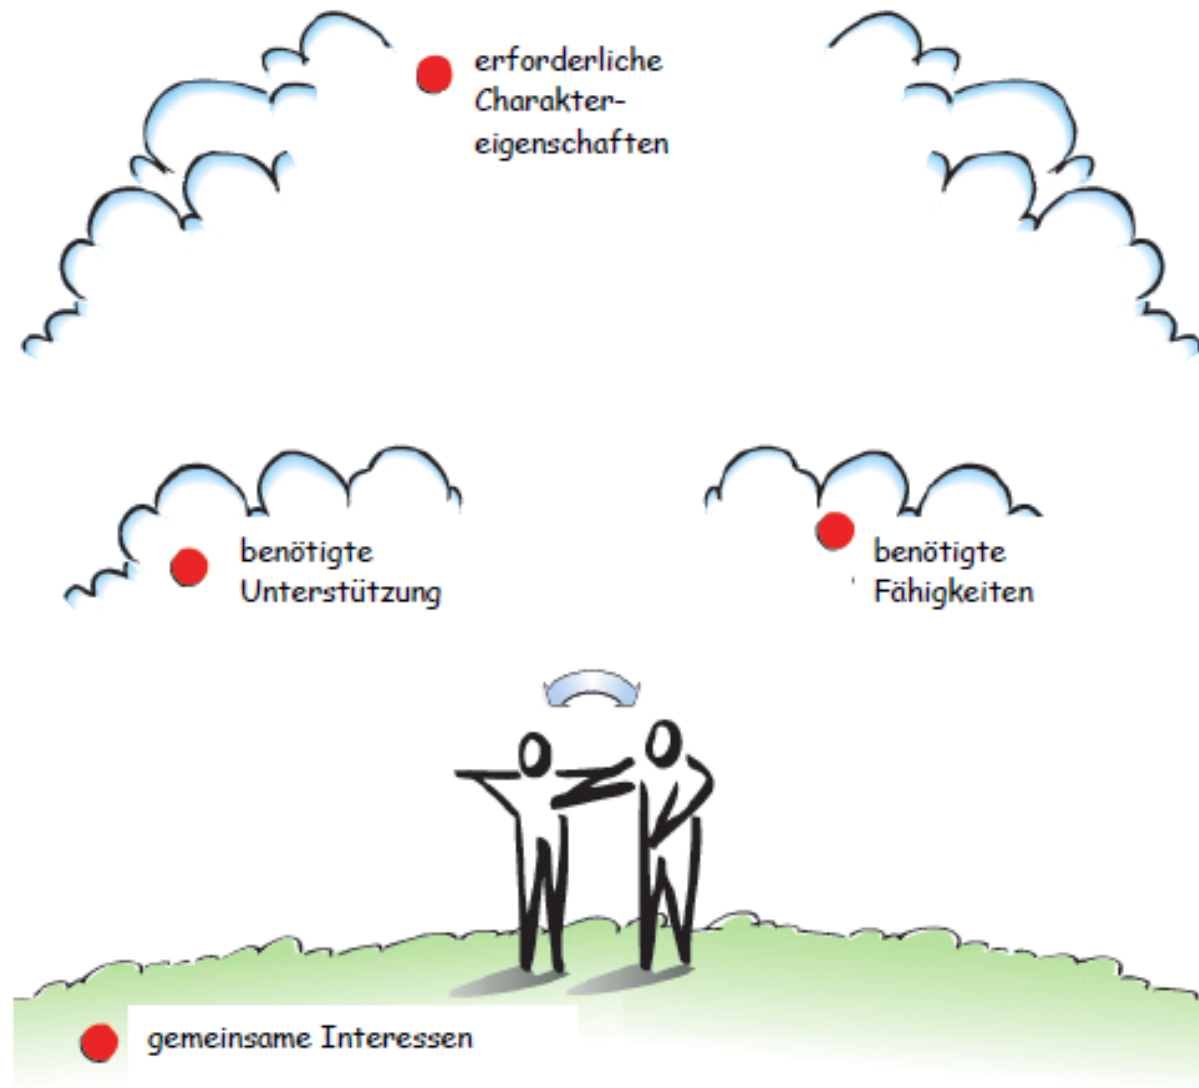 erforderliche
Charakter-
eigenschaften
benötigte
Unterstützung
benötigte
Fähigkeiten
gemeinsame Interessen